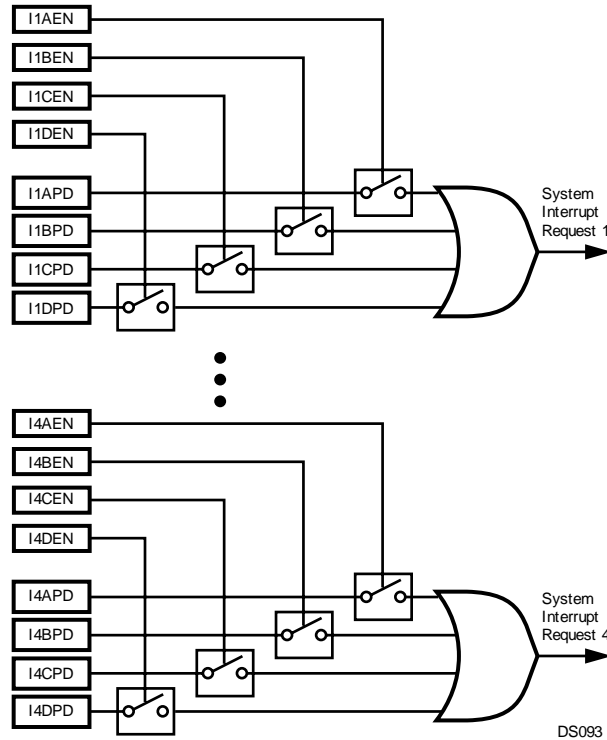 I1AEN
I1BEN
I1CEN
I1DEN
I1APD
I1BPD
I1CPD
I1DPD
System
Interrupt
Request 1
I4AEN
I4BEN
I4CEN
I4DEN
I4APD
I4BPD
I4CPD
I4DPD
System
Interrupt
Request 4
DS093